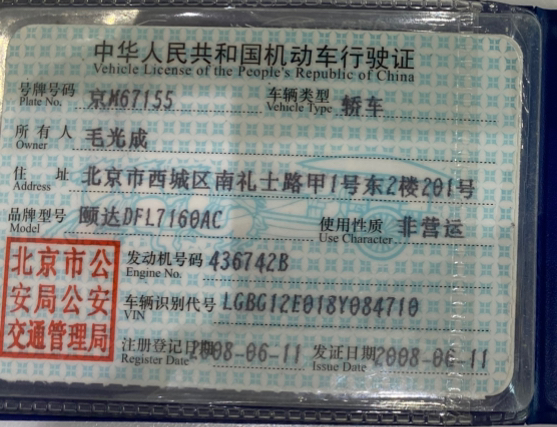 中华人民共和国机动车行驶证
Vehicle License of the People's Republic of China
号牌号码 京M67155 车辆类型 轿车
Plate No. Vehicle Type
所有人 毛光成
Owner
住址 北京市西城区南礼士路甲1号东2楼201号
Address
品牌型号 颐达DFL7160AC 使用性质 非营运
Model Use Character
发动机号码 436742B
Engine No.
车辆识别代号 LGBG12E018Y084710
VIN
注册登记日期 2008-06-11 发证日期 2008-06-11
Register Date Issue Date
北京市公
安局公安
交通管理局